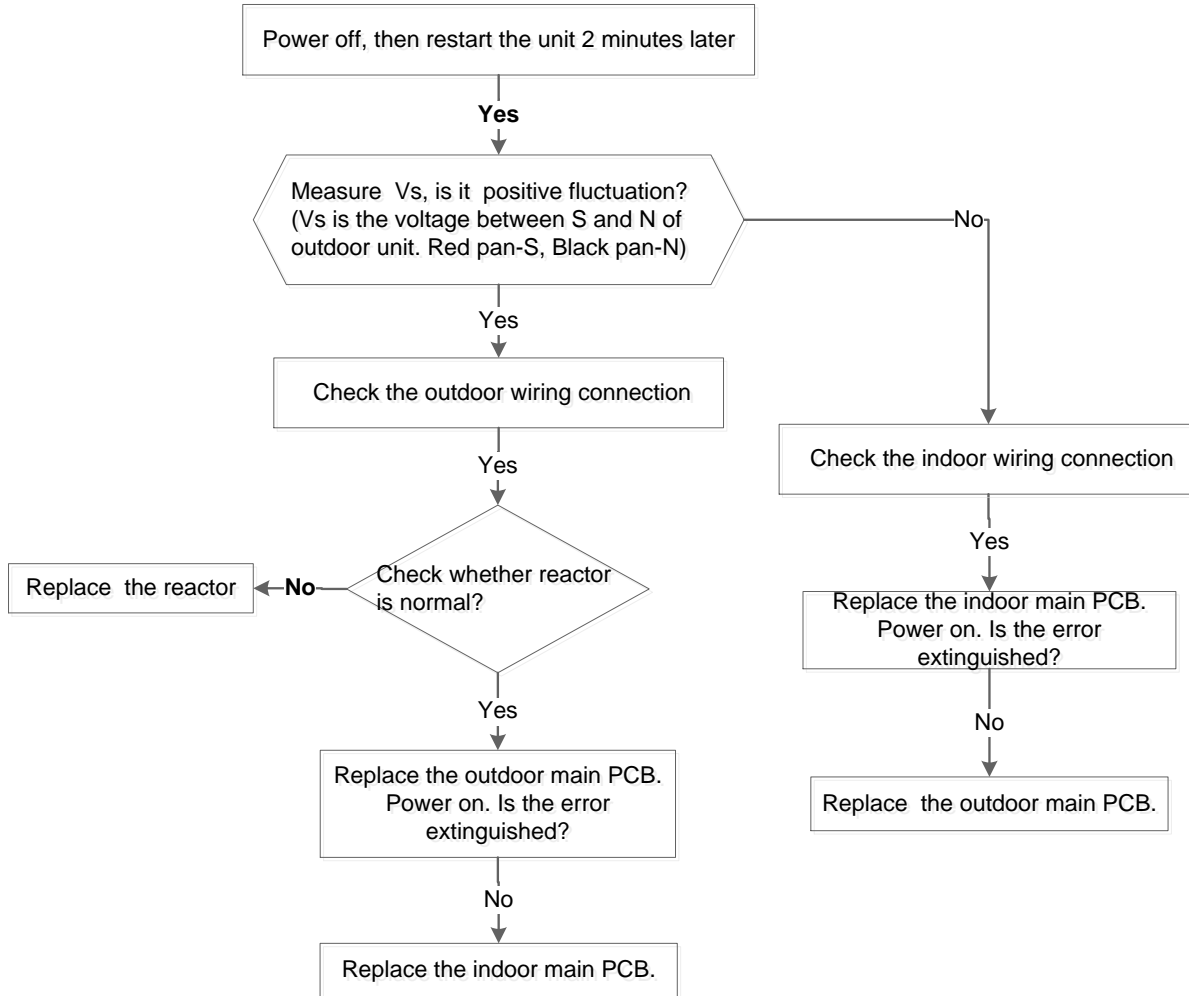 Power off, then restart the unit 2 minutes later
Yes
Measure Vs, is it positive fluctuation?
(Vs is the voltage between S and N of
outdoor unit. Red pan-S, Black pan-N)
No
Yes
Check the outdoor wiring connection
Yes
Check the indoor wiring connection
Yes
Check whether reactor
is normal?
No
Replace the reactor
Replace the indoor main PCB.
Power on. Is the error
extinguished?
Yes
No
Replace the outdoor main PCB.
Power on. Is the error
extinguished?
Replace the outdoor main PCB.
No
Replace the indoor main PCB.